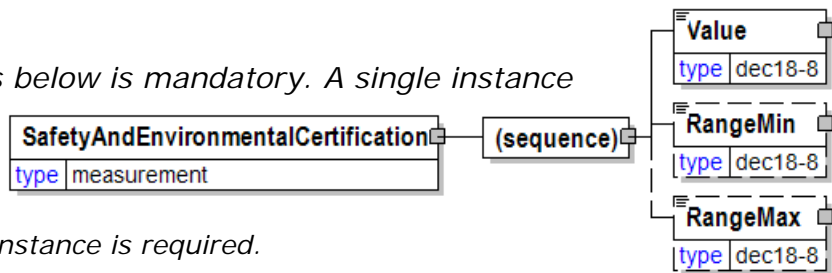 Value
type dec18-8
s below is mandatory. A single instance
RangeMin
type dec18-8
SafetyAndEnvironmentalCertification
type measurement
(sequence)
RangeMax
type dec18-8
nstance is required.